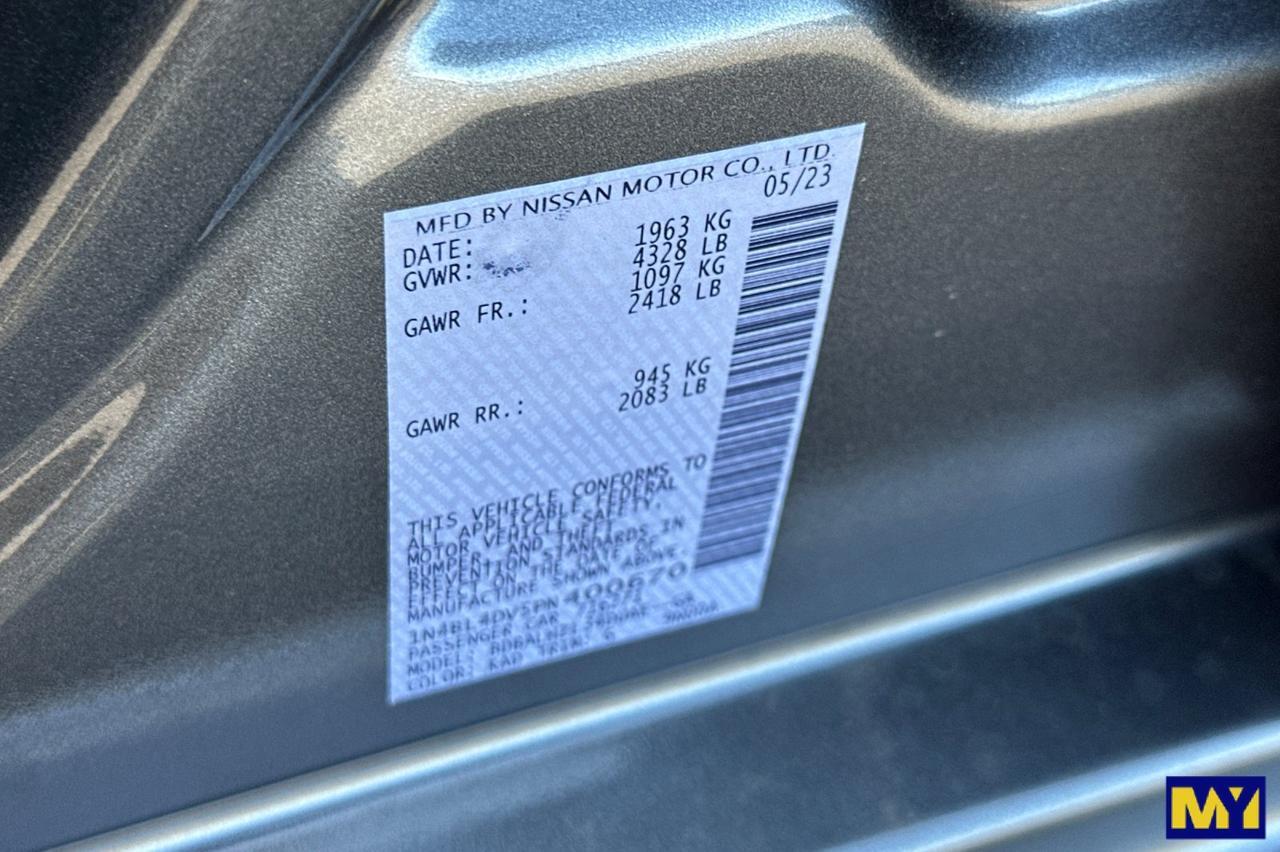 MFD BY NISSAN MOTOR CO., LTD.
DATE: 05/23
GVWR: 1963 KG
4328 LB
GAWR FR.: 1097 KG
2418 LB
GAWR RR.: 945 KG
2083 LB
THIS VEHICLE CONFORMS TO
ALL APPLICABLE FEDERAL
MOTOR VEHICLE SAFETY,
BUMPER, AND THEFT
PREVENTION STANDARDS IN
EFFECT ON THE DATE OF
MANUFACTURE SHOWN ABOVE.
1N4BL4DV5PN400670
PASSENGER CAR
MODEL:
COLOR: KAD TRIM: G
MY